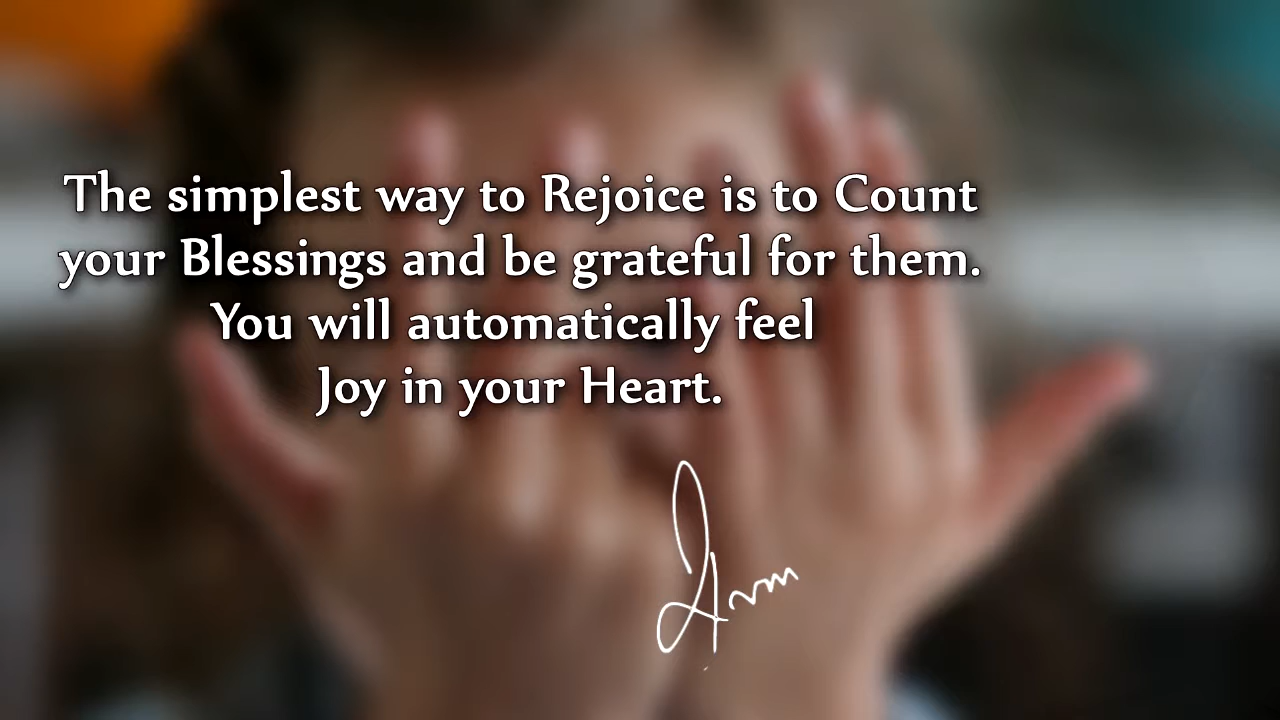 The simplest way to Rejoice is to Count
your Blessings and be grateful for them.
You will automatically feel
Joy in your Heart.